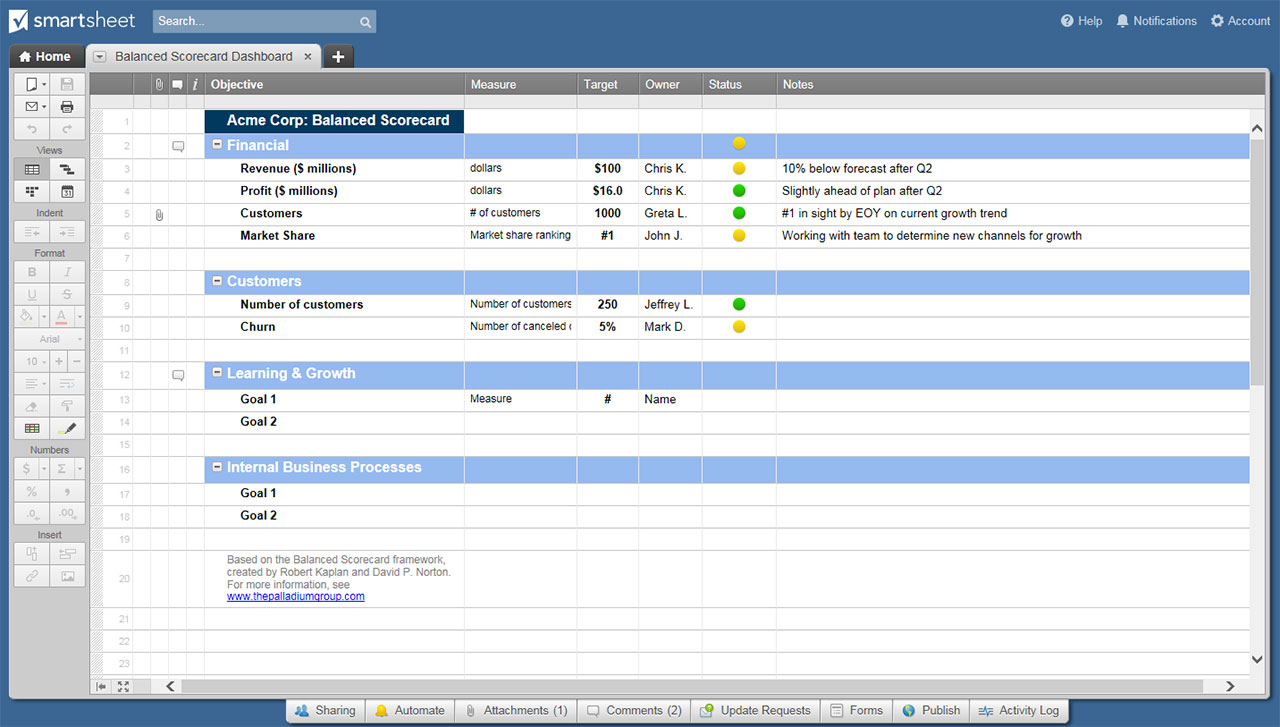 smartsheet Search... Help Notifications Account
Home Balanced Scorecard Dashboard × +
i Objective Measure Target Owner Status Notes
1 Acme Corp: Balanced Scorecard
Views
2 Financial
3 Revenue ($ millions) dollars $100 Chris K. 10% below forecast after Q2
4 Profit ($ millions) dollars $16.0 Chris K. Slightly ahead of plan after Q2
Indent
5 Customers # of customers 1000 Greta L. #1 in sight by EOY on current growth trend
6 Market Share Market share ranking #1 John J. Working with team to determine new channels for growth
Format
7
B I
8 Customers
U S
9 Number of customers Number of customers 250 Jeffrey L.
A
10 Churn Number of canceled 5% Mark D.
Arial
11
10 + −
12 Learning & Growth
13 Goal 1 Measure # Name
14 Goal 2
15
Numbers
16 Internal Business Processes
$ Σ
17 Goal 1
% ,
18 Goal 2
.0 .00
19
Insert
Based on the Balanced Scorecard framework,
created by Robert Kaplan and David P. Norton.
20 For more information, see
www.thepalladiumgroup.com
21
22
23
Sharing Automate Attachments (1) Comments (2) Update Requests Forms Publish Activity Log